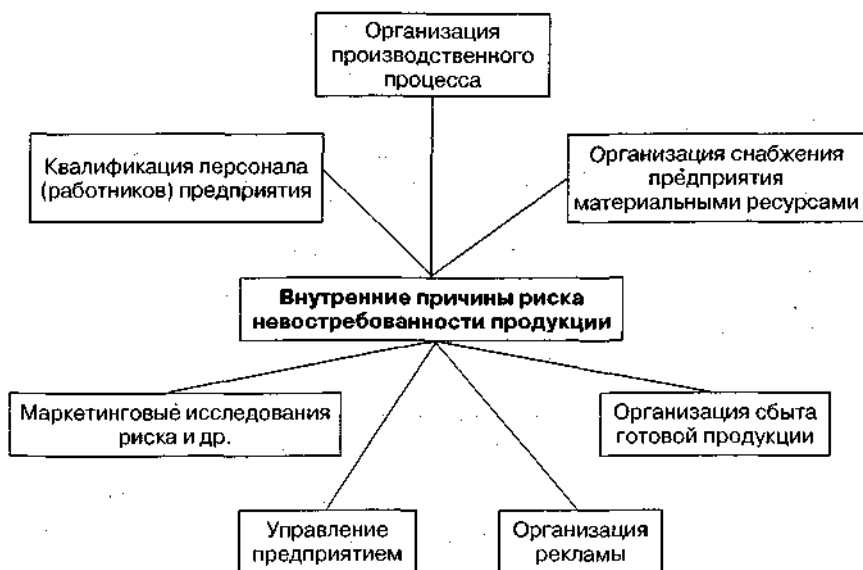 Организация
производственного
процесса
Квалификация персонала
(работников) предприятия
Организация снабжения
предприятия
материальными ресурсами
Внутренние причины риска
невостребованности продукции
Маркетинговые исследования
риска и др.
Организация сбыта
готовой продукции
Управление
предприятием
Организация
рекламы